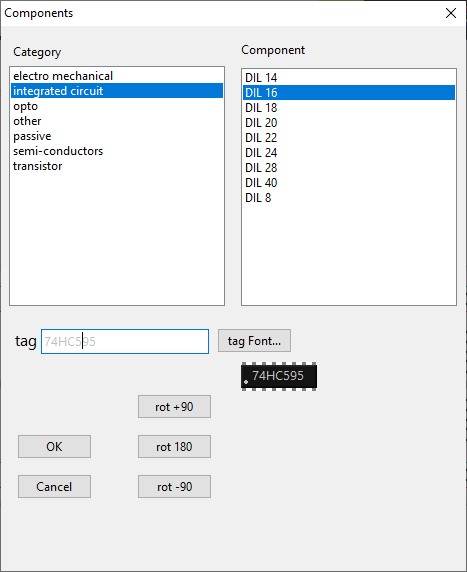 Components
Category
Component
electro mechanical
integrated circuit
opto
other
passive
semi-conductors
transistor
DIL 14
DIL 16
DIL 18
DIL 20
DIL 22
DIL 24
DIL 28
DIL 40
DIL 8
tag
74HC595
tag Font...
74HC595
rot +90
OK
rot 180
Cancel
rot -90